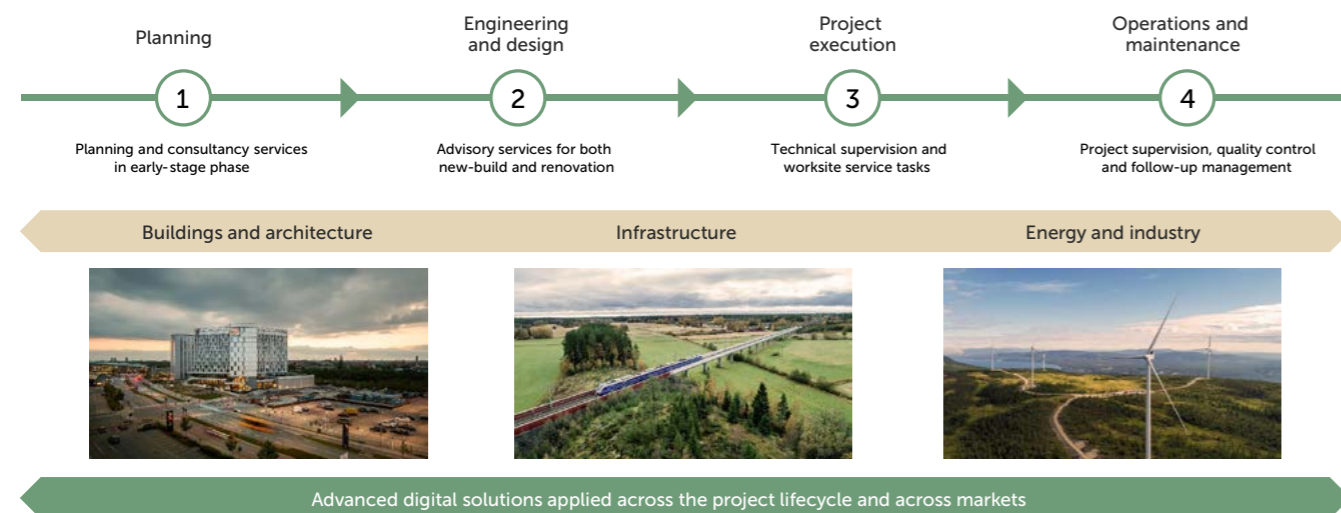 Planning
Engineering
and design
Project
execution
Operations and
maintenance
1
2
3
4
Planning and consultancy services
in early-stage phase
Advisory services for both
new-build and renovation
Technical supervision and
worksite service tasks
Project supervision, quality control
and follow-up management
Buildings and architecture
Infrastructure
Energy and industry
Advanced digital solutions applied across the project lifecycle and across markets